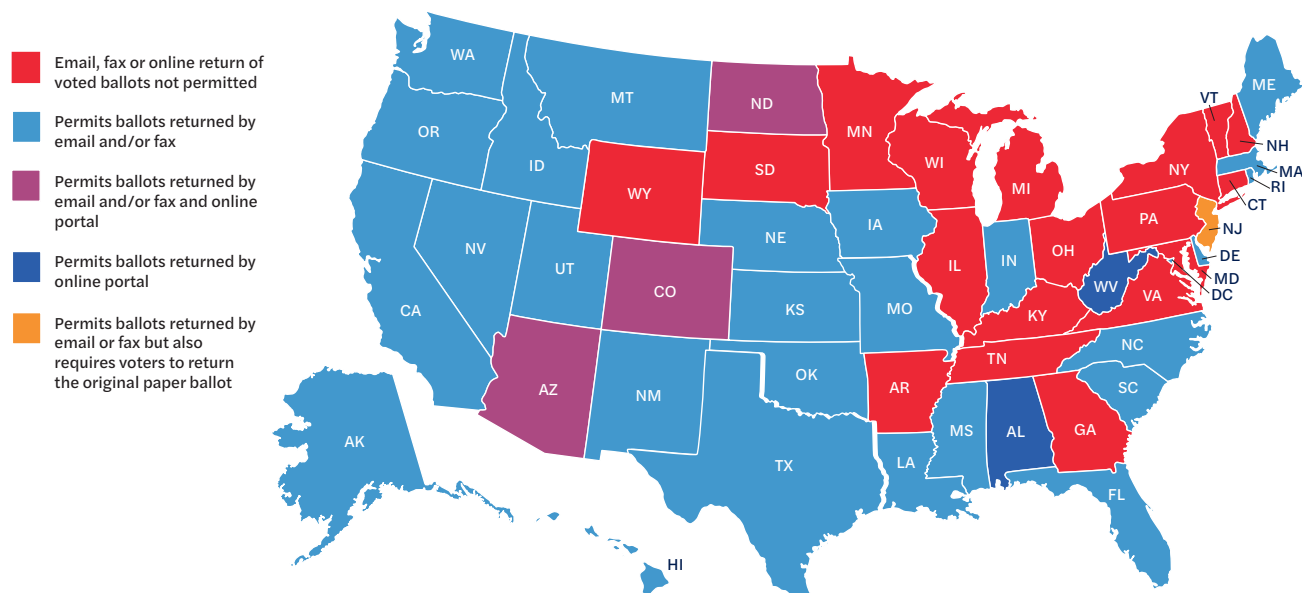 Email, fax or online return of
voted ballots not permitted
Permits ballots returned by
email and/or fax
Permits ballots returned by
email and/or fax and online
portal
Permits ballots returned by
online portal
Permits ballots returned by
email or fax but also
requires voters to return
the original paper ballot
WA
MT
ND
MN
OR
ID
WY
SD
WI
MI
NY
VT
ME
NH
MA
RI
CT
NV
UT
NE
IA
PA
NJ
CA
CO
KS
MO
IL
IN
OH
WV
VA
DE
MD
DC
KY
NC
TN
AZ
NM
OK
AR
SC
AK
TX
LA
MS
AL
GA
FL
HI